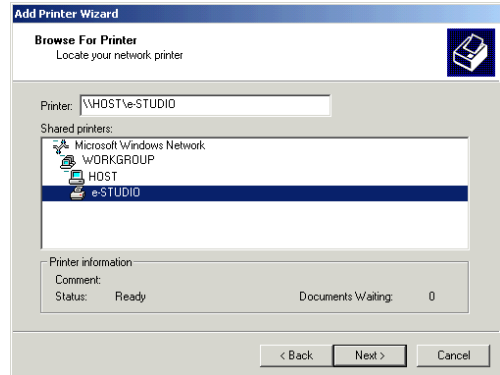 Add Printer Wizard
Browse For Printer
Locate your network printer
Printer: \\HOST\e-STUDIO
Shared printers:
Microsoft Windows Network
WORKGROUP
HOST
e-STUDIO
Printer information
Comment:
Status: Ready Documents Waiting: 0
< Back Next > Cancel